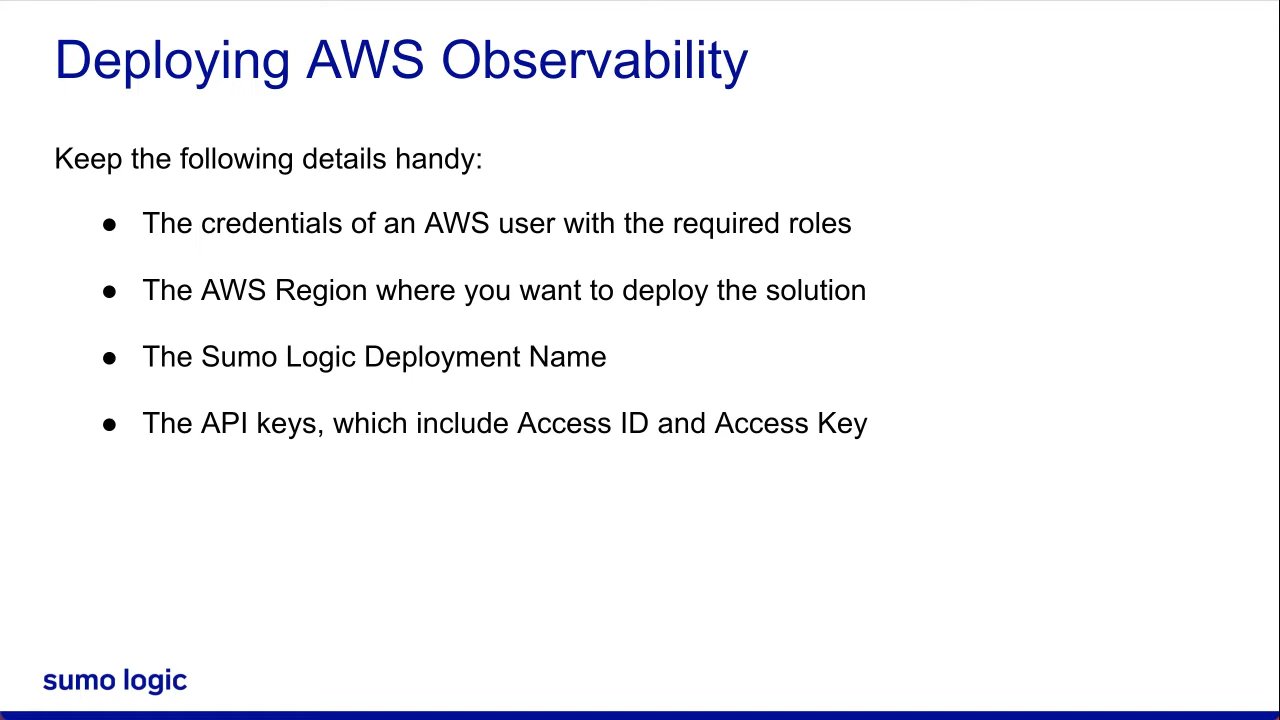 Deploying AWS Observability
Keep the following details handy:
● The credentials of an AWS user with the required roles
● The AWS Region where you want to deploy the solution
● The Sumo Logic Deployment Name
● The API keys, which include Access ID and Access Key
sumo logic